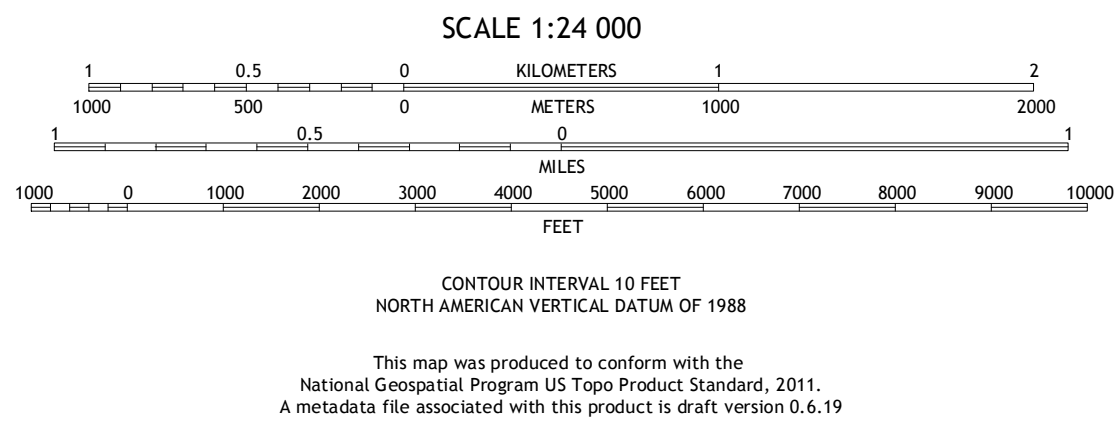 SCALE 1:24 000
1 0.5 0 KILOMETERS 1 2
1000 500 0 METERS 1000 2000
1 0.5 0 1
MILES
1000 0 1000 2000 3000 4000 5000 6000 7000 8000 9000 10000
FEET
CONTOUR INTERVAL 10 FEET
NORTH AMERICAN VERTICAL DATUM OF 1988
This map was produced to conform with the
National Geospatial Program US Topo Product Standard, 2011.
A metadata file associated with this product is draft version 0.6.19